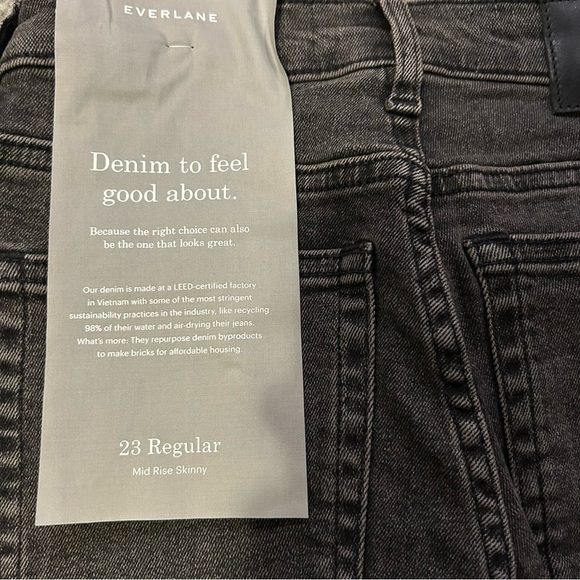 EVERLANE
Denim to feel
good about.
Because the right choice can also
be the one that looks great.
Our denim is made at a LEED-certified factory
in Vietnam with some of the most stringent
sustainability practices in the industry, like recycling
98% of their water and air-drying their jeans.
What's more: They repurpose denim byproducts
to make bricks for affordable housing.
23 Regular
Mid Rise Skinny